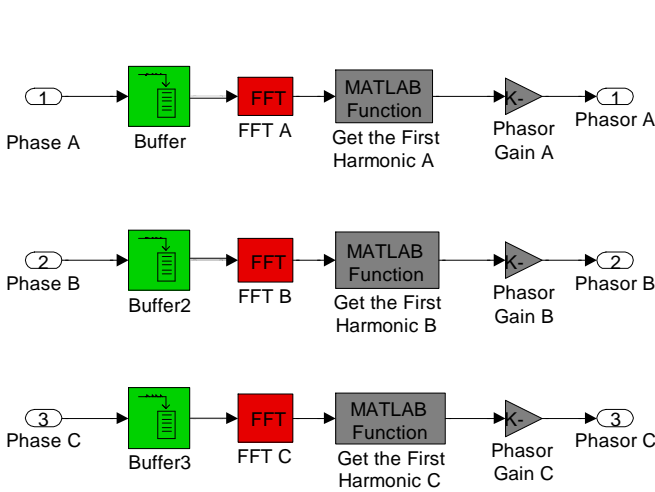 1
Phase A
Buffer
FFT
FFT A
MATLAB
Function
Get the First
Harmonic A
K-
Phasor
Gain A
1
Phasor A
2
Phase B
Buffer2
FFT
FFT B
MATLAB
Function
Get the First
Harmonic B
K-
Phasor
Gain B
2
Phasor B
3
Phase C
Buffer3
FFT
FFT C
MATLAB
Function
Get the First
Harmonic C
K-
Phasor
Gain C
3
Phasor C